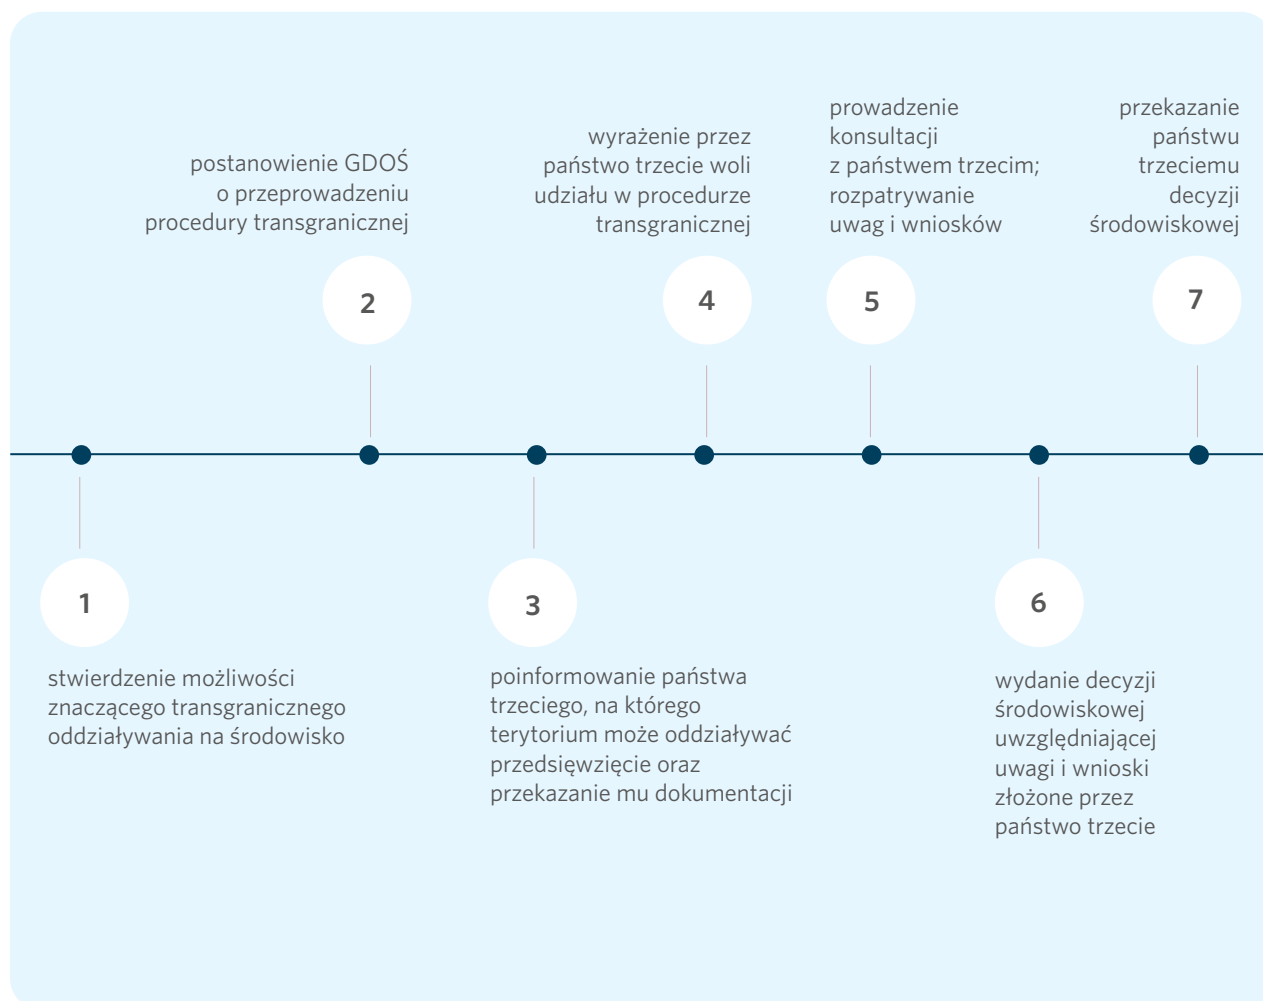 1
stwierdzenie możliwości
znaczącego transgranicznego
oddziaływania na środowisko
postanowienie GDOŚ
o przeprowadzeniu
procedury transgranicznej
2
3
poinformowanie państwa
trzeciego, na którego
terytorium może oddziaływać
przedsięwzięcie oraz
przekazanie mu dokumentacji
wyrażenie przez
państwo trzecie woli
udziału w procedurze
transgranicznej
4
prowadzenie
konsultacji
z państwem trzecim;
rozpatrywanie
uwag i wniosków
5
6
wydanie decyzji
środowiskowej
uwzględniającej
uwagi i wnioski
złożone przez
państwo trzecie
przekazanie
państwu
trzeciemu
decyzji
środowiskowej
7